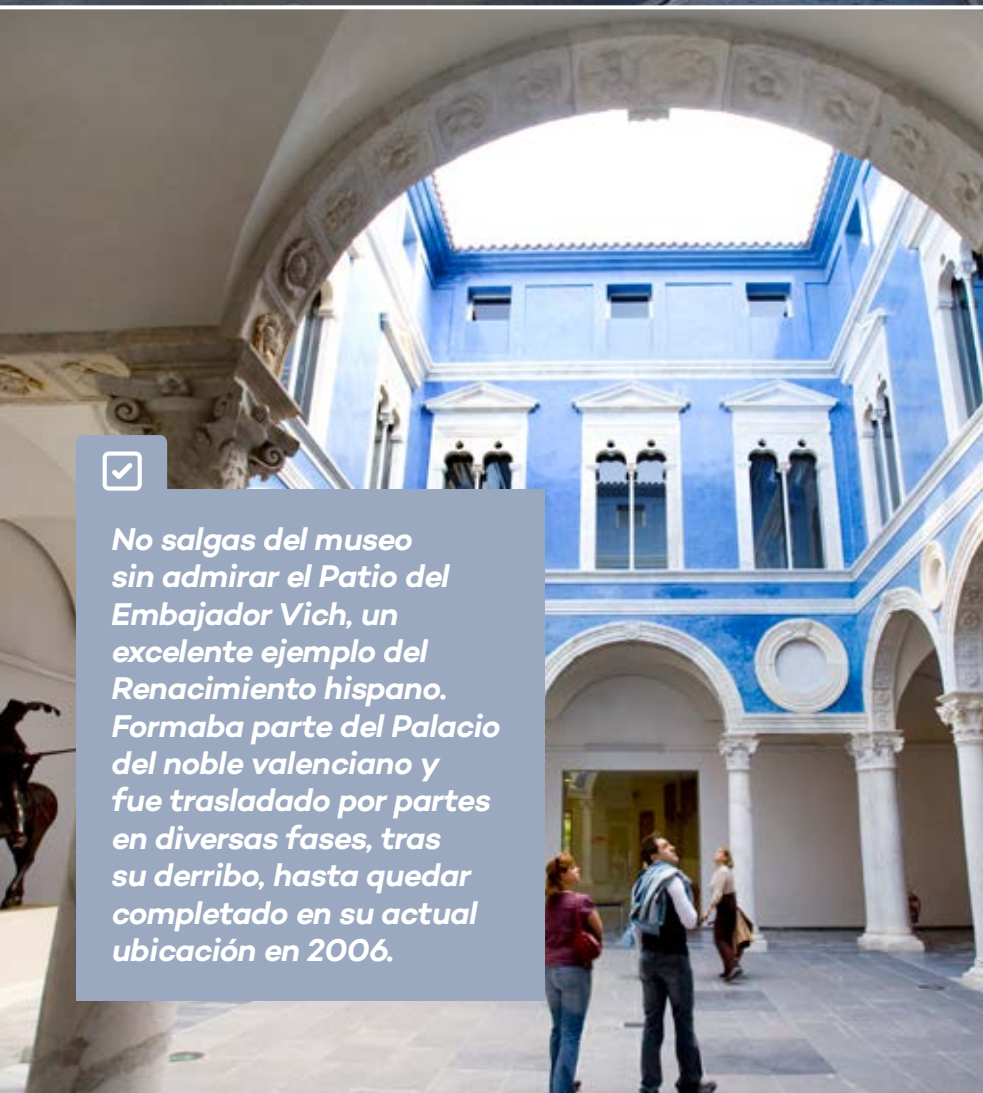 No salgas del museo
sin admirar el Patio del
Embajador Vich, un
excelente ejemplo del
Renacimiento hispano.
Formaba parte del Palacio
del noble valenciano y
fue trasladado por partes
en diversas fases, tras
su derribo, hasta quedar
completado en su actual
ubicación en 2006.